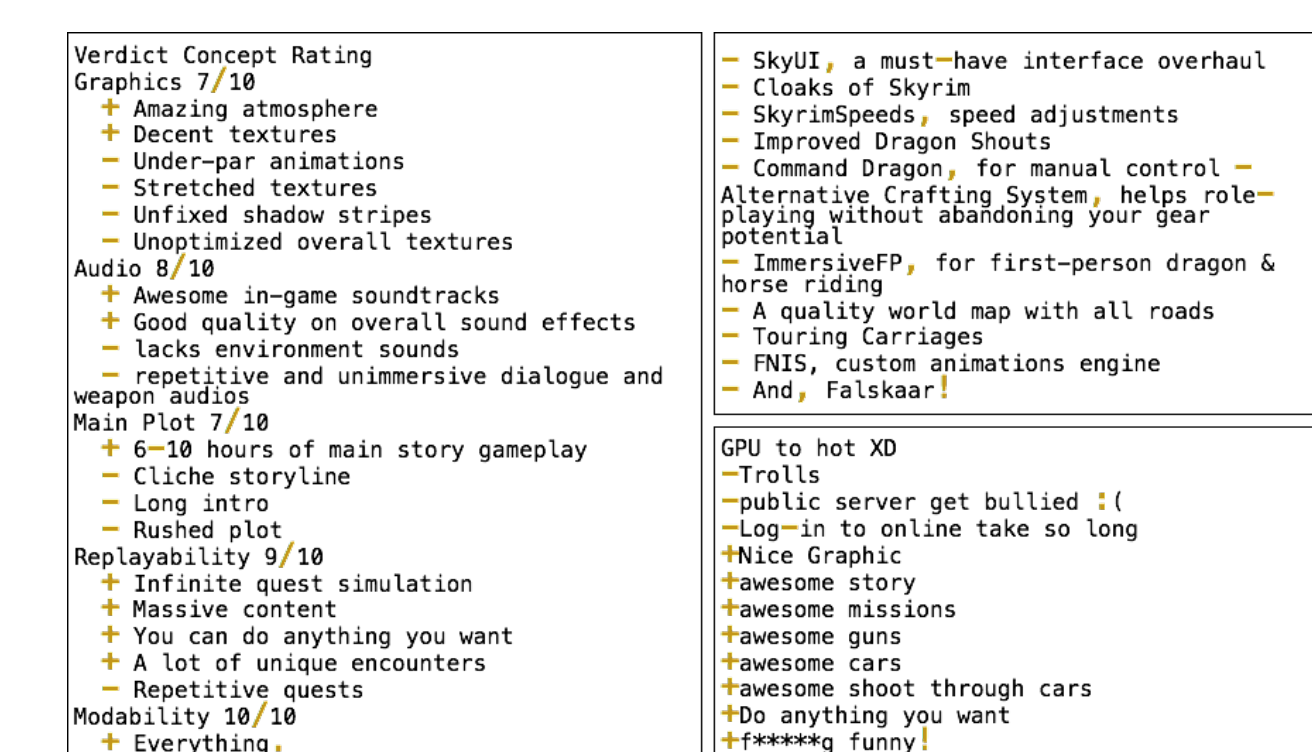 Verdict Concept Rating
Graphics 7/10
+ Amazing atmosphere
+ Decent textures
- Under-par animations
- Stretched textures
- Unfixed shadow stripes
- Unoptimized overall textures
Audio 8/10
+ Awesome in-game soundtracks
+ Good quality on overall sound effects
- lacks environment sounds
- repetitive and unimmersive dialogue and
weapon audios
Main Plot 7/10
+ 6-10 hours of main story gameplay
- Cliche storyline
- Long intro
- Rushed plot
Replayability 9/10
+ Infinite quest simulation
+ Massive content
+ You can do anything you want
+ A lot of unique encounters
- Repetitive quests
Modability 10/10
+ Everything.
- SkyUI, a must-have interface overhaul
- Cloaks of Skyrim
- SkyrimSpeeds, speed adjustments
- Improved Dragon Shouts
- Command Dragon, for manual control -
Alternative Crafting System, helps role-
playing without abandoning your gear
potential
- ImmersiveFP, for first-person dragon &
horse riding
- A quality world map with all roads
- Touring Carriages
- FNIS, custom animations engine
- And, Falskaar!
GPU to hot XD
-Trolls
-public server get bullied :(
-Log-in to online take so long
+Nice Graphic
+awesome story
+awesome missions
+awesome guns
+awesome cars
+awesome shoot through cars
+Do anything you want
+f*****g funny!